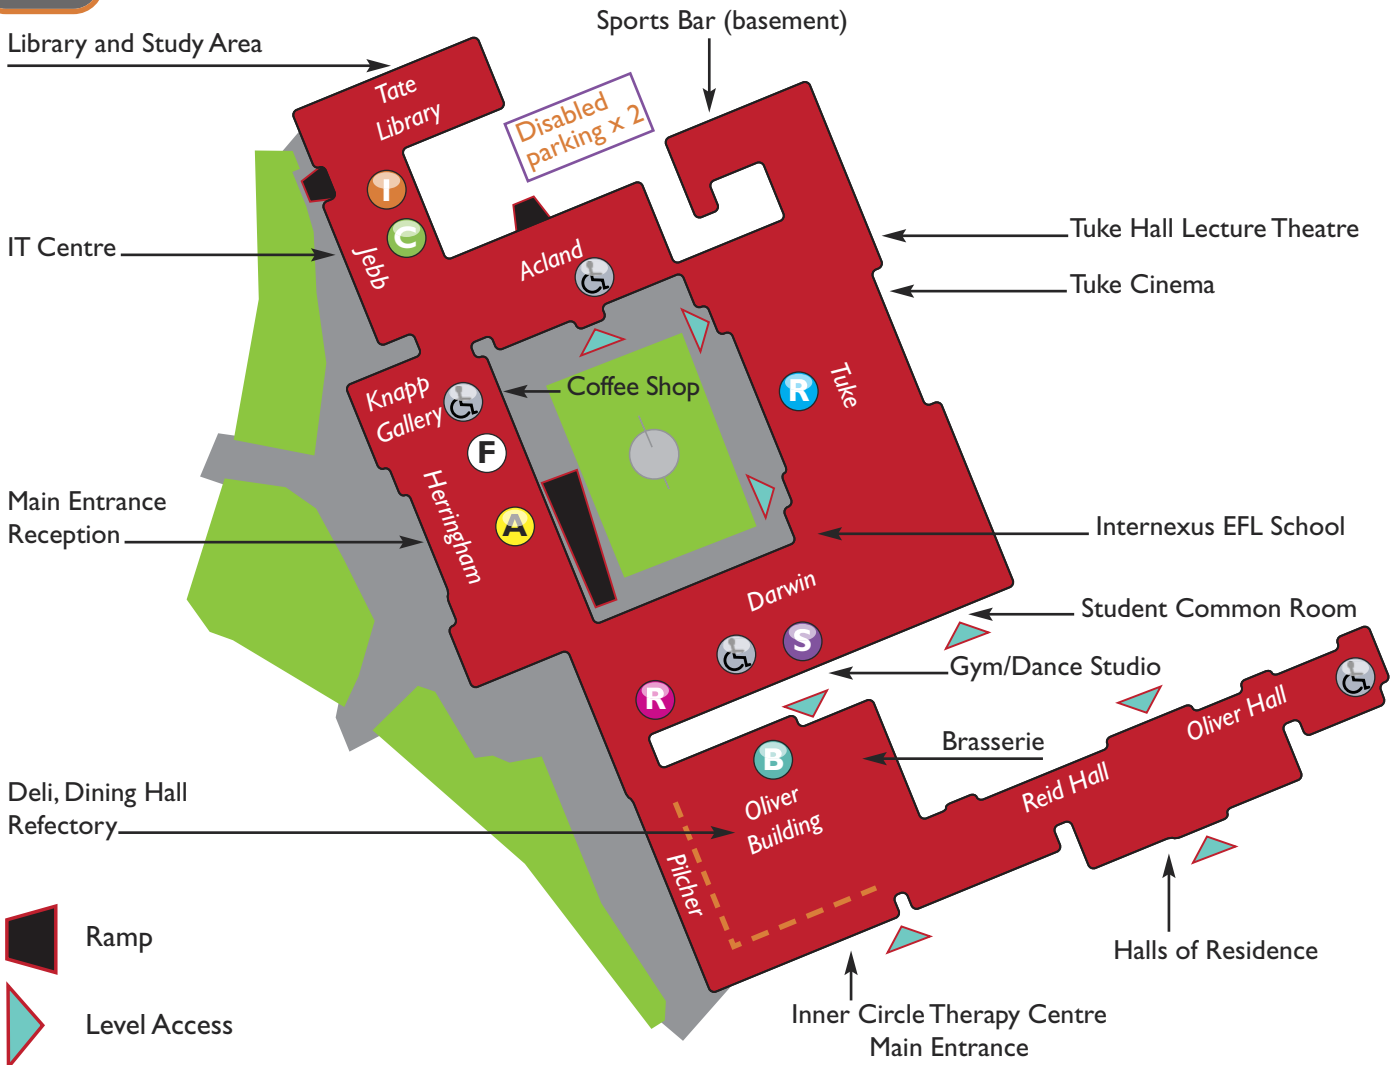 Sports Bar (basement)
Library and Study Area
Tate
Library
Disabled
parking x 2
I
C
IT Centre
Jebb
Acland
Tuke Hall Lecture Theatre
Tuke Cinema
Knapp
Gallery
Coffee Shop
R
Tuke
F
Herringham
A
Main Entrance
Reception
Internexus EFL School
Darwin
S
Student Common Room
Gym/Dance Studio
R
Oliver Hall
Brasserie
B
Reid Hall
Oliver
Building
Deli, Dining Hall
Refectory
Pilcher
Ramp
Halls of Residence
Level Access
Inner Circle Therapy Centre
Main Entrance